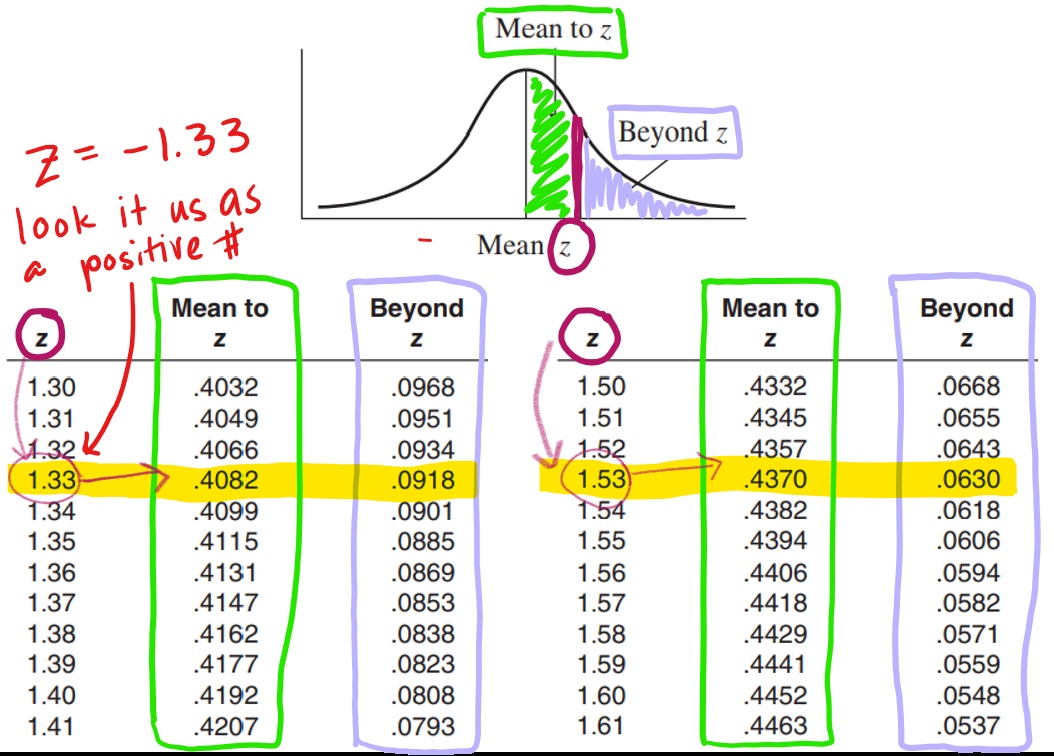 Mean to z
Beyond z
z = -1.33
look it us as
a positive #
- Mean z
z Mean to z Beyond z
1.30 .4032 .0968
1.31 .4049 .0951
1.32 .4066 .0934
1.33 .4082 .0918
1.34 .4099 .0901
1.35 .4115 .0885
1.36 .4131 .0869
1.37 .4147 .0853
1.38 .4162 .0838
1.39 .4177 .0823
1.40 .4192 .0808
1.41 .4207 .0793
z Mean to z Beyond z
1.50 .4332 .0668
1.51 .4345 .0655
1.52 .4357 .0643
1.53 .4370 .0630
1.54 .4382 .0618
1.55 .4394 .0606
1.56 .4406 .0594
1.57 .4418 .0582
1.58 .4429 .0571
1.59 .4441 .0559
1.60 .4452 .0548
1.61 .4463 .0537